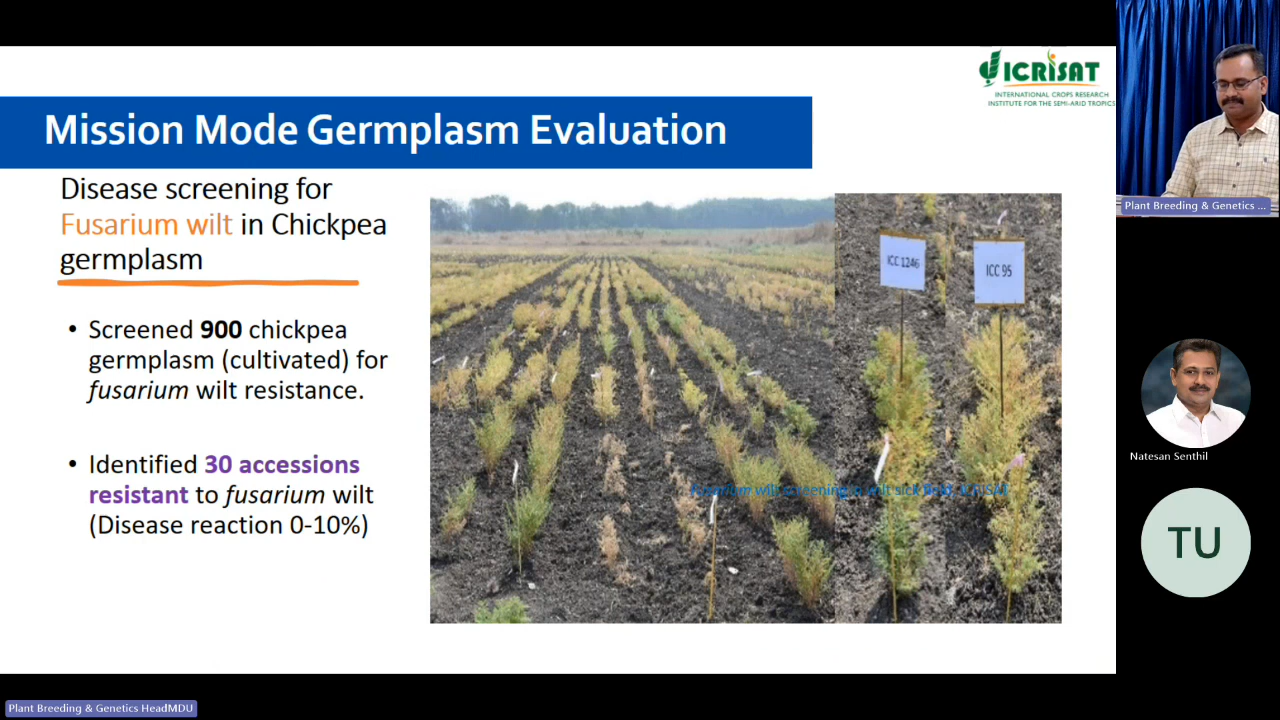 ICRISAT
INTERNATIONAL CROPS RESEARCH
INSTITUTE FOR THE SEMI-ARID TROPICS
Mission Mode Germplasm Evaluation
Disease screening for
Fusarium wilt in Chickpea
germplasm
• Screened 900 chickpea
germplasm (cultivated) for
fusarium wilt resistance.
• Identified 30 accessions
resistant to fusarium wilt
(Disease reaction 0-10%)
ICC 1246
ICC 95
Fusarium wilt screening in wilt sick field, ICRISAT
Plant Breeding & Genetics ...
Natesan Senthil
TU
Plant Breeding & Genetics HeadMDU